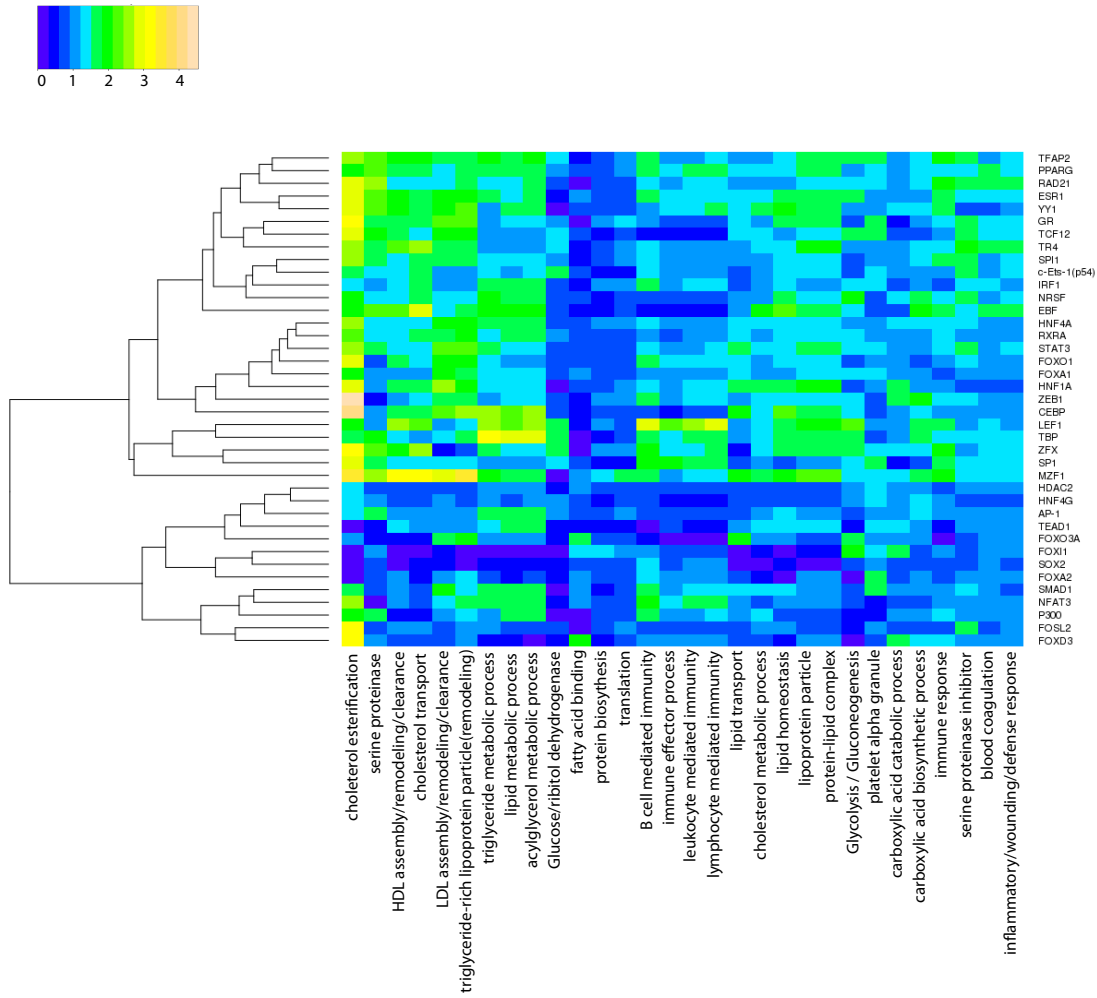 0 1 2 3 4
TFAP2
PPARG
RAD21
ESR1
YY1
GR
TCF12
TR4
SPI1
c-Ets-1(p54)
IRF1
NRSF
EBF
HNF4A
RXRA
STAT3
FOXO1
FOXA1
HNF1A
ZEB1
CEBP
LEF1
TBP
ZFX
SP1
MZF1
HDAC2
HNF4G
AP-1
TEAD1
FOXO3A
FOXI1
SOX2
FOXA2
SMAD1
NFAT3
P300
FOSL2
FOXD3
choleterol esterification
serine proteinase
HDL assembly/remodeling/clearance
cholesterol transport
LDL assembly/remodeling/clearance
triglyceride-rich lipoprotein particle(remodeling)
triglyceride metabolic process
lipid metabolic process
acylglycerol metabolic process
Glucose/ribitol dehydrogenase
fatty acid binding
protein biosythesis
translation
B cell mediated immunity
immune effector process
leukocyte mediated immunity
lymphocyte mediated immunity
lipid transport
cholesterol metabolic process
lipid homeostasis
lipoprotein particle
protein-lipid complex
Glycolysis / Gluconeogenesis
platelet alpha granule
carboxylic acid catabolic process
carboxylic acid biosynthetic process
immune response
serine proteinase inhibitor
blood coagulation
inflammatory/wounding/defense response